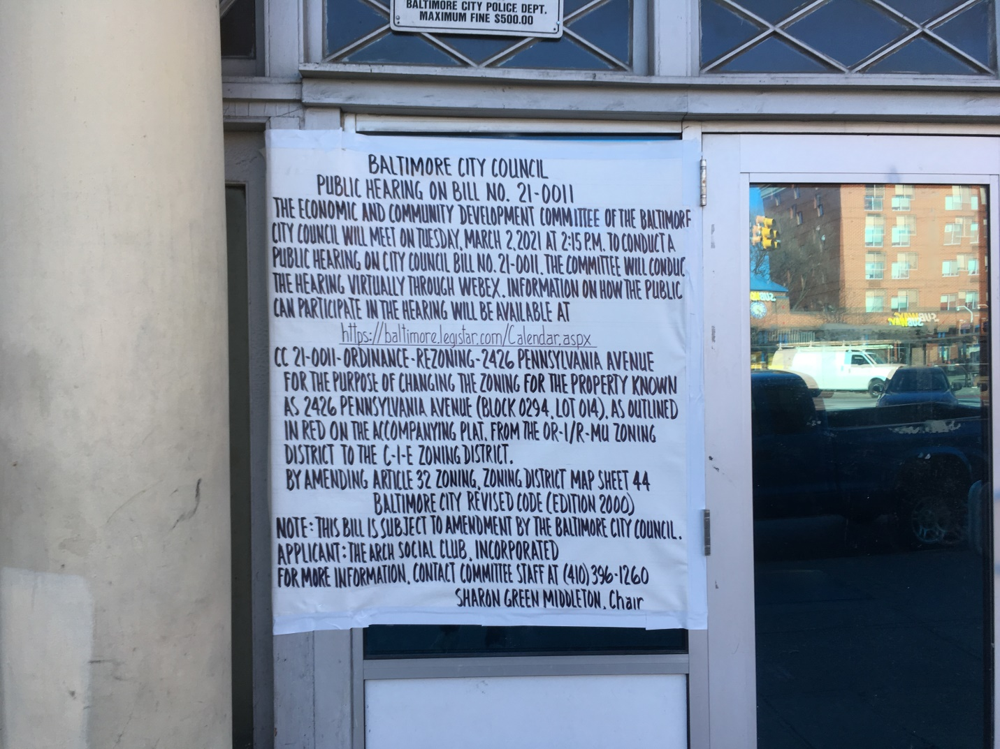 BALTIMORE CITY POLICE DEPT.
MAXIMUM FINE $500.00
BALTIMORE CITY COUNCIL
PUBLIC HEARING ON BILL NO. 21-0011
THE ECONOMIC AND COMMUNITY DEVELOPMENT COMMITTEE OF THE BALTIMORE
CITY COUNCIL WILL MEET ON TUESDAY, MARCH 2, 2021 AT 2:15 P.M. TO CONDUCT A
PUBLIC HEARING ON CITY COUNCIL BILL NO. 21-0011. THE COMMITTEE WILL CONDUC
THE HEARING VIRTUALLY THROUGH WEBEX. INFORMATION ON HOW THE PUBLIC
CAN PARTICIPATE IN THE HEARING WILL BE AVAILABLE AT
https://baltimore.legistar.com/Calendar.aspx
CC 21-0011-ORDINANCE-REZONING-2426 PENNSYLVANIA AVENUE
FOR THE PURPOSE OF CHANGING THE ZONING FOR THE PROPERTY KNOWN
AS 2426 PENNSYLVANIA AVENUE (BLOCK 0294, LOT 014), AS OUTLINED
IN RED ON THE ACCOMPANYING PLAT, FROM THE OR-1/R-MU ZONING
DISTRICT TO THE C-1-E ZONING DISTRICT.
BY AMENDING ARTICLE 32 ZONING, ZONING DISTRICT MAP SHEET 44
BALTIMORE CITY REVISED CODE (EDITION 2000)
NOTE: THIS BILL IS SUBJECT TO AMENDMENT BY THE BALTIMORE CITY COUNCIL.
APPLICANT: THE ARCH SOCIAL CLUB, INCORPORATED
FOR MORE INFORMATION, CONTACT COMMITTEE STAFF AT (410) 396-1260
SHARON GREEN MIDDLETON, Chair
SUBWAY